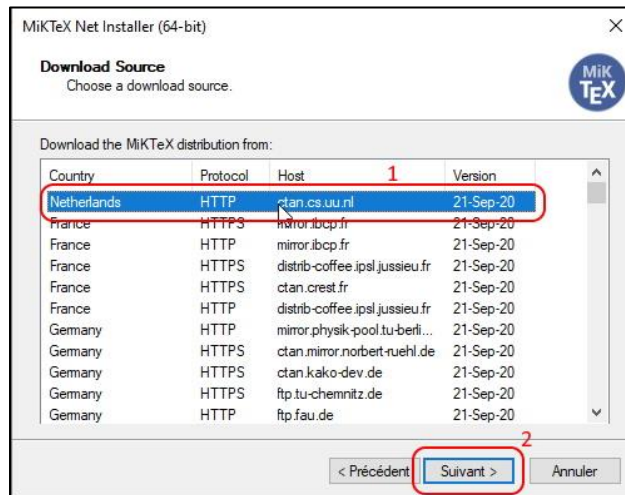 MiKTeX Net Installer (64-bit)
Download Source
Choose a download source.
MiK
TEX
Download the MiKTeX distribution from:
Country Protocol Host 1 Version
Netherlands HTTP ctan.cs.uu.nl 21-Sep-20
France HTTPS mirror.ibcp.fr 21-Sep-20
France HTTP mirror.ibcp.fr 21-Sep-20
France HTTPS distrib-coffee.ipsl.jussieu.fr 21-Sep-20
France HTTPS ctan.crest.fr 21-Sep-20
France HTTP distrib-coffee.ipsl.jussieu.fr 21-Sep-20
Germany HTTP mirror.physik-pool.tu-berli... 21-Sep-20
Germany HTTPS ctan.mirror.norbert-ruehl.de 21-Sep-20
Germany HTTPS ctan.kako-dev.de 21-Sep-20
Germany HTTPS ftp.tu-chemnitz.de 21-Sep-20
Germany HTTP ftp.fau.de 21-Sep-20
2
< Précédent Suivant > Annuler